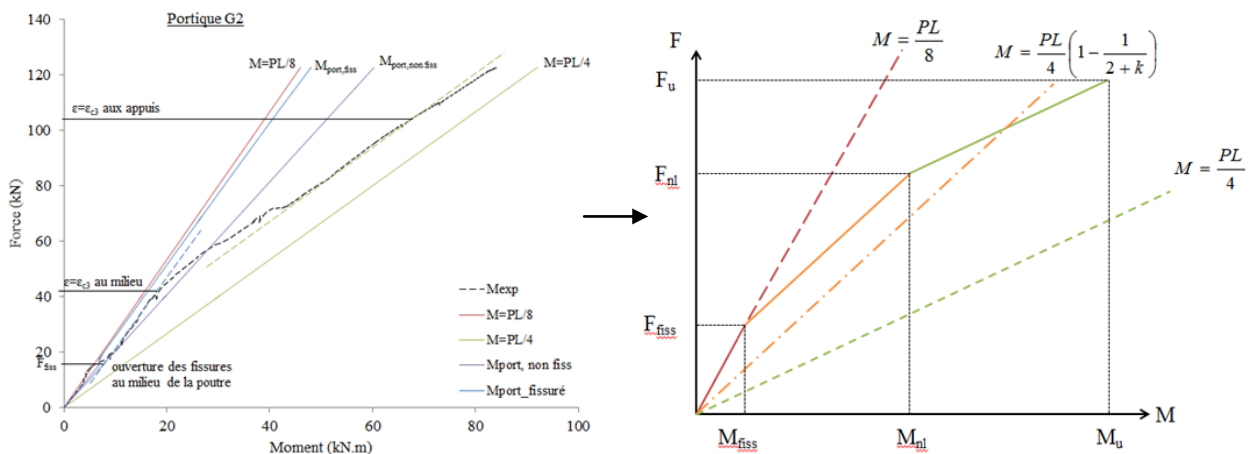 Portique G2
140
120
100
80
60
40
20
0
Force (kN)
0 20 40 60 80 100
Moment (kN.m)
M=PL/8
Mport,fiss
Mport,non fiss
M=PL/4
ε=εc3 aux appuis
ε=εc3 au milieu
Ffiss
ouverture des fissures
au milieu de la poutre
Mexp
M=PL/8
M=PL/4
Mport, non fiss
Mport_fissuré
F
Fu
Fnl
Ffiss
M = PL/8
M = PL/4 (1 − 1/(2 + k))
M = PL/4
M
Mfiss
Mnl
Mu